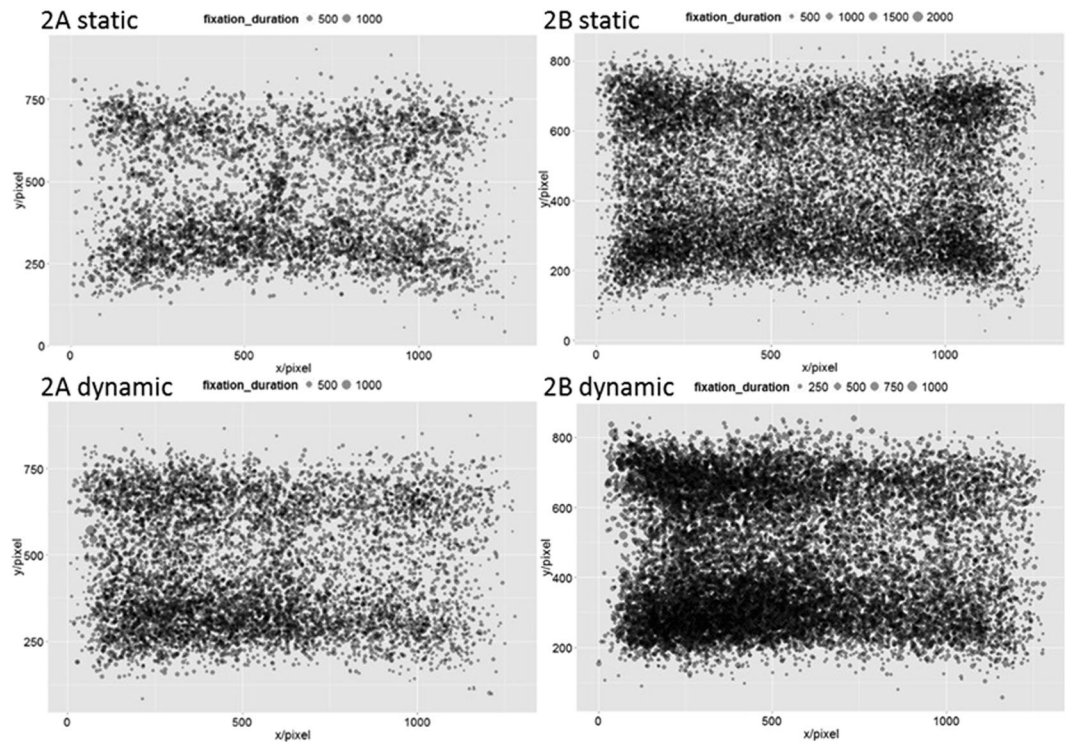 2A static
fixation_duration 500 1000
750
500
250
0
y/pixel
0 500 1000
x/pixel
2B static
fixation_duration 500 1000 1500 2000
800
600
400
200
0
y/pixel
0 500 1000
x/pixel
2A dynamic
fixation_duration 500 1000
750
500
250
y/pixel
0 500 1000
x/pixel
2B dynamic
fixation_duration 250 500 750 1000
800
600
400
200
y/pixel
0 500 1000
x/pixel